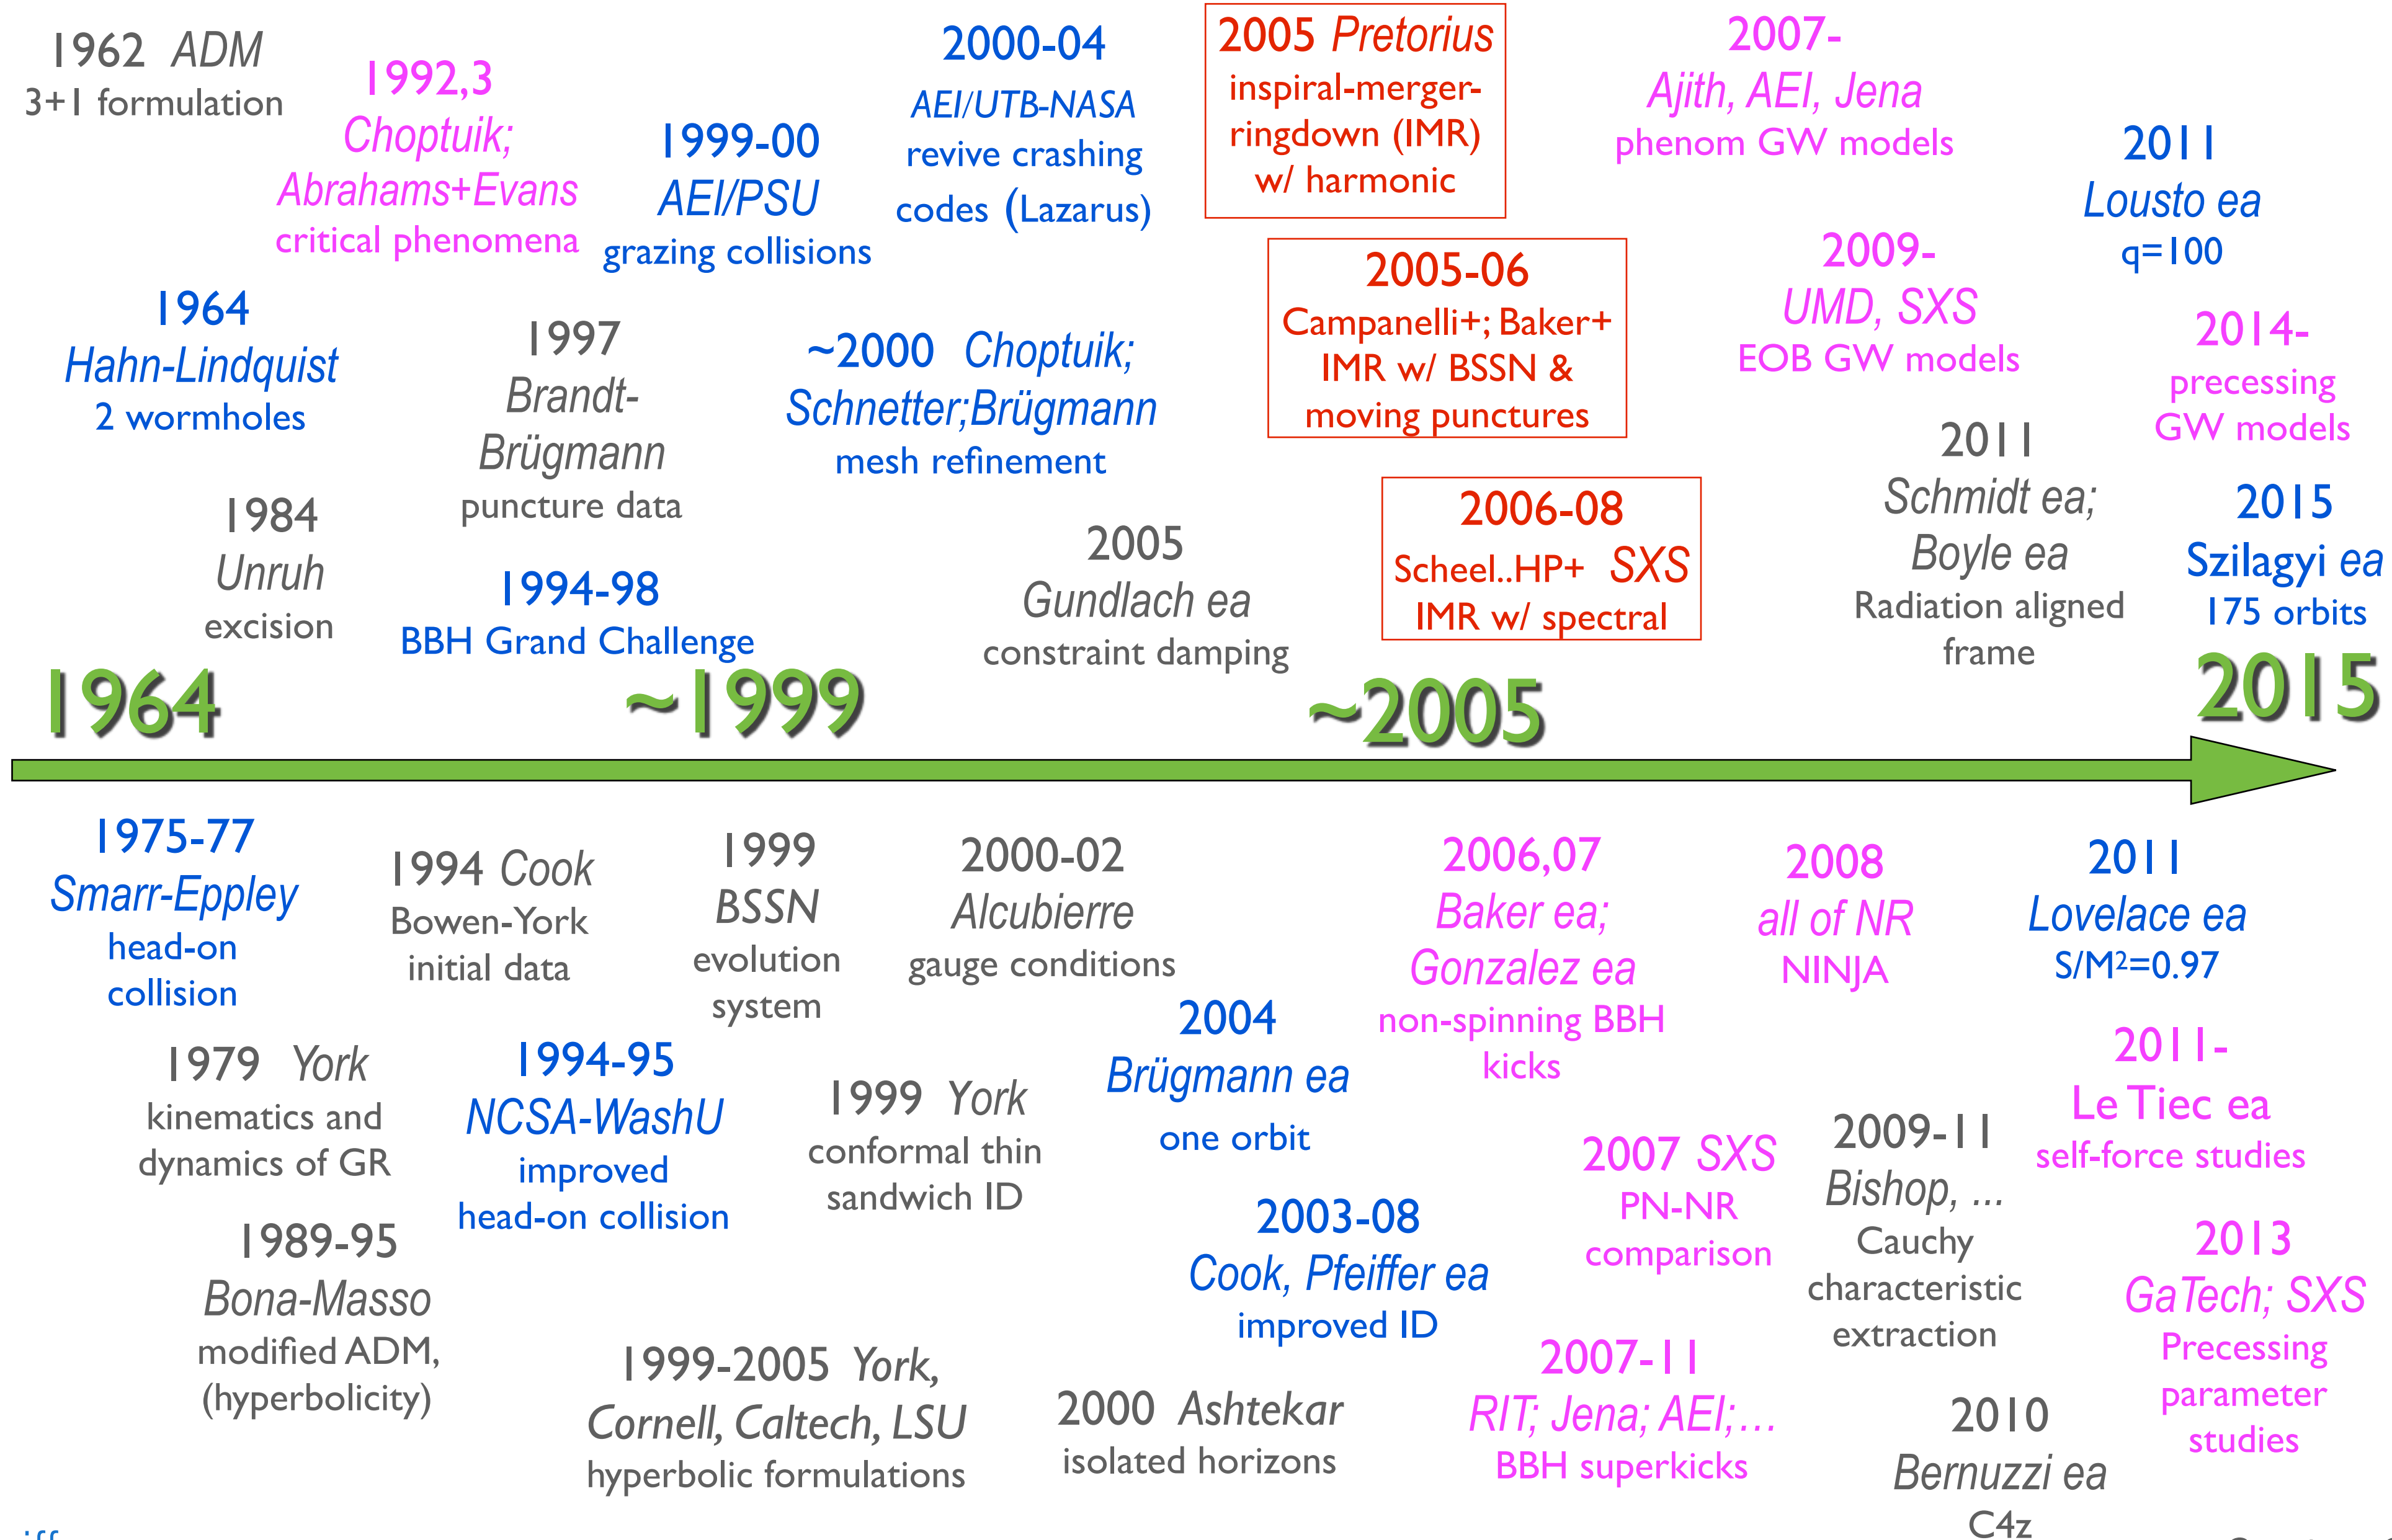 1962 ADM
3+1 formulation
1992,3
Choptuik;
Abrahams+Evans
critical phenomena
1999-00
AEI/PSU
grazing collisions
2000-04
AEI/UTB-NASA
revive crashing
codes (Lazarus)
2005 Pretorius
inspiral-merger-
ringdown (IMR)
w/ harmonic
2007-
Ajith, AEI, Jena
phenom GW models
2011
Lousto ea
q=100
1964
Hahn-Lindquist
2 wormholes
1997
Brandt-
Brügmann
puncture data
~2000 Choptuik;
Schnetter;Brügmann
mesh refinement
2005-06
Campanelli+; Baker+
IMR w/ BSSN &
moving punctures
2009-
UMD, SXS
EOB GW models
2014-
precessing
GW models
1984
Unruh
excision
1994-98
BBH Grand Challenge
2005
Gundlach ea
constraint damping
2006-08
Scheel..HP+ SXS
IMR w/ spectral
2011
Schmidt ea;
Boyle ea
Radiation aligned
frame
2015
Szilagyi ea
175 orbits
1964
~1999
~2005
2015
1975-77
Smarr-Eppley
head-on
collision
1994 Cook
Bowen-York
initial data
1999
BSSN
evolution
system
2000-02
Alcubierre
gauge conditions
2006,07
Baker ea;
Gonzalez ea
non-spinning BBH
kicks
2008
all of NR
NINJA
2011
Lovelace ea
S/M2=0.97
1979 York
kinematics and
dynamics of GR
1994-95
NCSA-WashU
improved
head-on collision
1999 York
conformal thin
sandwich ID
2004
Brügmann ea
one orbit
2007 SXS
PN-NR
comparison
2009-11
Bishop, ...
Cauchy
characteristic
extraction
2011-
Le Tiec ea
self-force studies
1989-95
Bona-Masso
modified ADM,
(hyperbolicity)
2003-08
Cook, Pfeiffer ea
improved ID
2013
GaTech; SXS
Precessing
parameter
studies
1999-2005 York,
Cornell, Caltech, LSU
hyperbolic formulations
2000 Ashtekar
isolated horizons
2007-11
RIT; Jena; AEI;...
BBH superkicks
2010
Bernuzzi ea
C4z